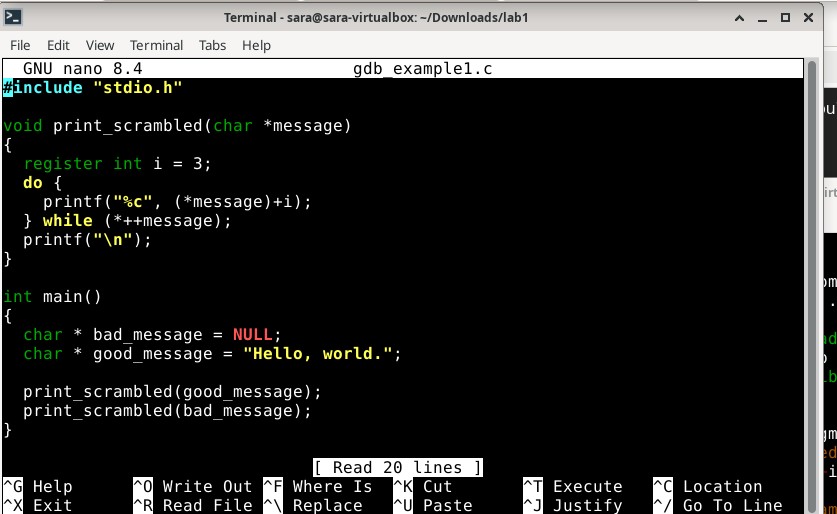 Terminal - sara@sara-virtualbox: ~/Downloads/lab1
File Edit View Terminal Tabs Help
GNU nano 8.4 gdb_example1.c
#include "stdio.h"
void print_scrambled(char *message)
{
register int i = 3;
do {
printf("%c", (*message)+i);
} while (*++message);
printf("\n");
}
int main()
{
char * bad_message = NULL;
char * good_message = "Hello, world.";
print_scrambled(good_message);
print_scrambled(bad_message);
}
[ Read 20 lines ]
^G Help ^O Write Out ^F Where Is ^K Cut ^T Execute ^C Location
^X Exit ^R Read File ^\ Replace ^U Paste ^J Justify ^/ Go To Line